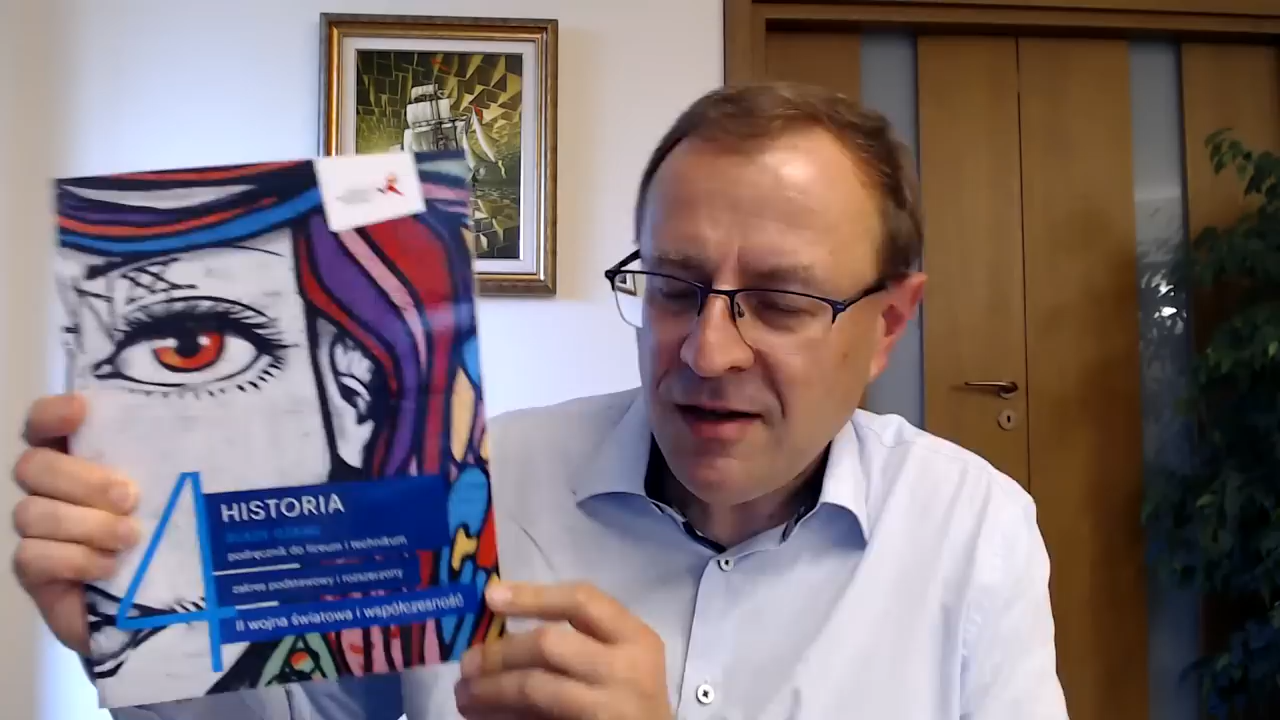 4
HISTORIA
podręcznik do liceum i technikum
zakres podstawowy i rozszerzony
II wojna światowa i współczesność